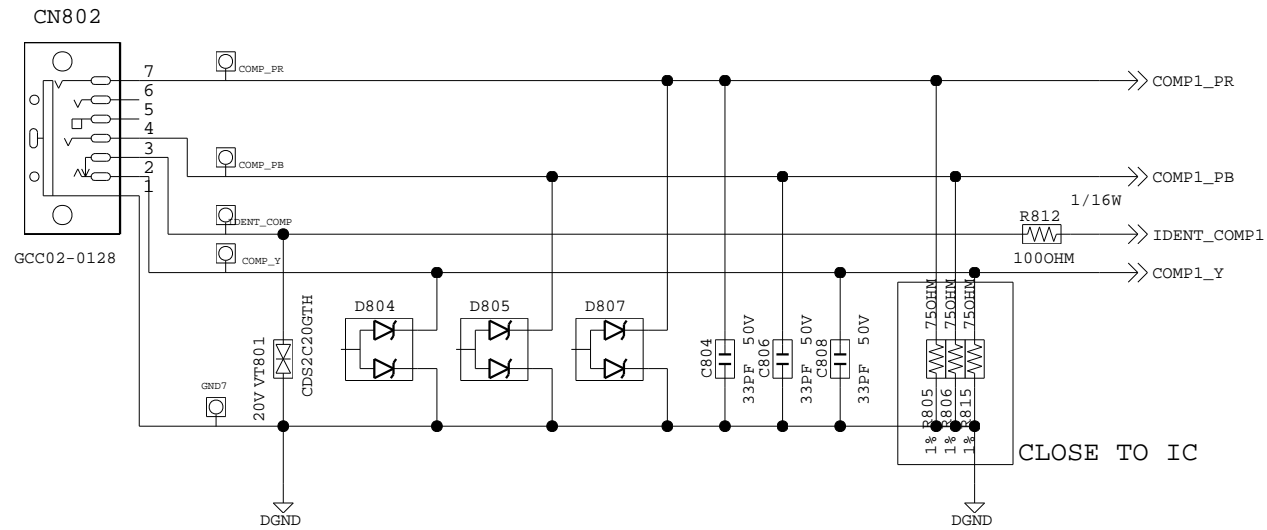 CN802
7
6
5
4
3
2
1
GCC02-0128
COMP_PR
COMP_PB
IDENT_COMP
COMP_Y
GND7
COMP1_PR
COMP1_PB
1/16W
R812
100OHM
IDENT_COMP1
COMP1_Y
20V VT801
CDS2C20GTH
D804
D805
D807
C804
33PF 50V
C806
33PF 50V
C808
33PF 50V
75OHM
75OHM
75OHM
1% R805
1% R806
1% R815
CLOSE TO IC
DGND
DGND